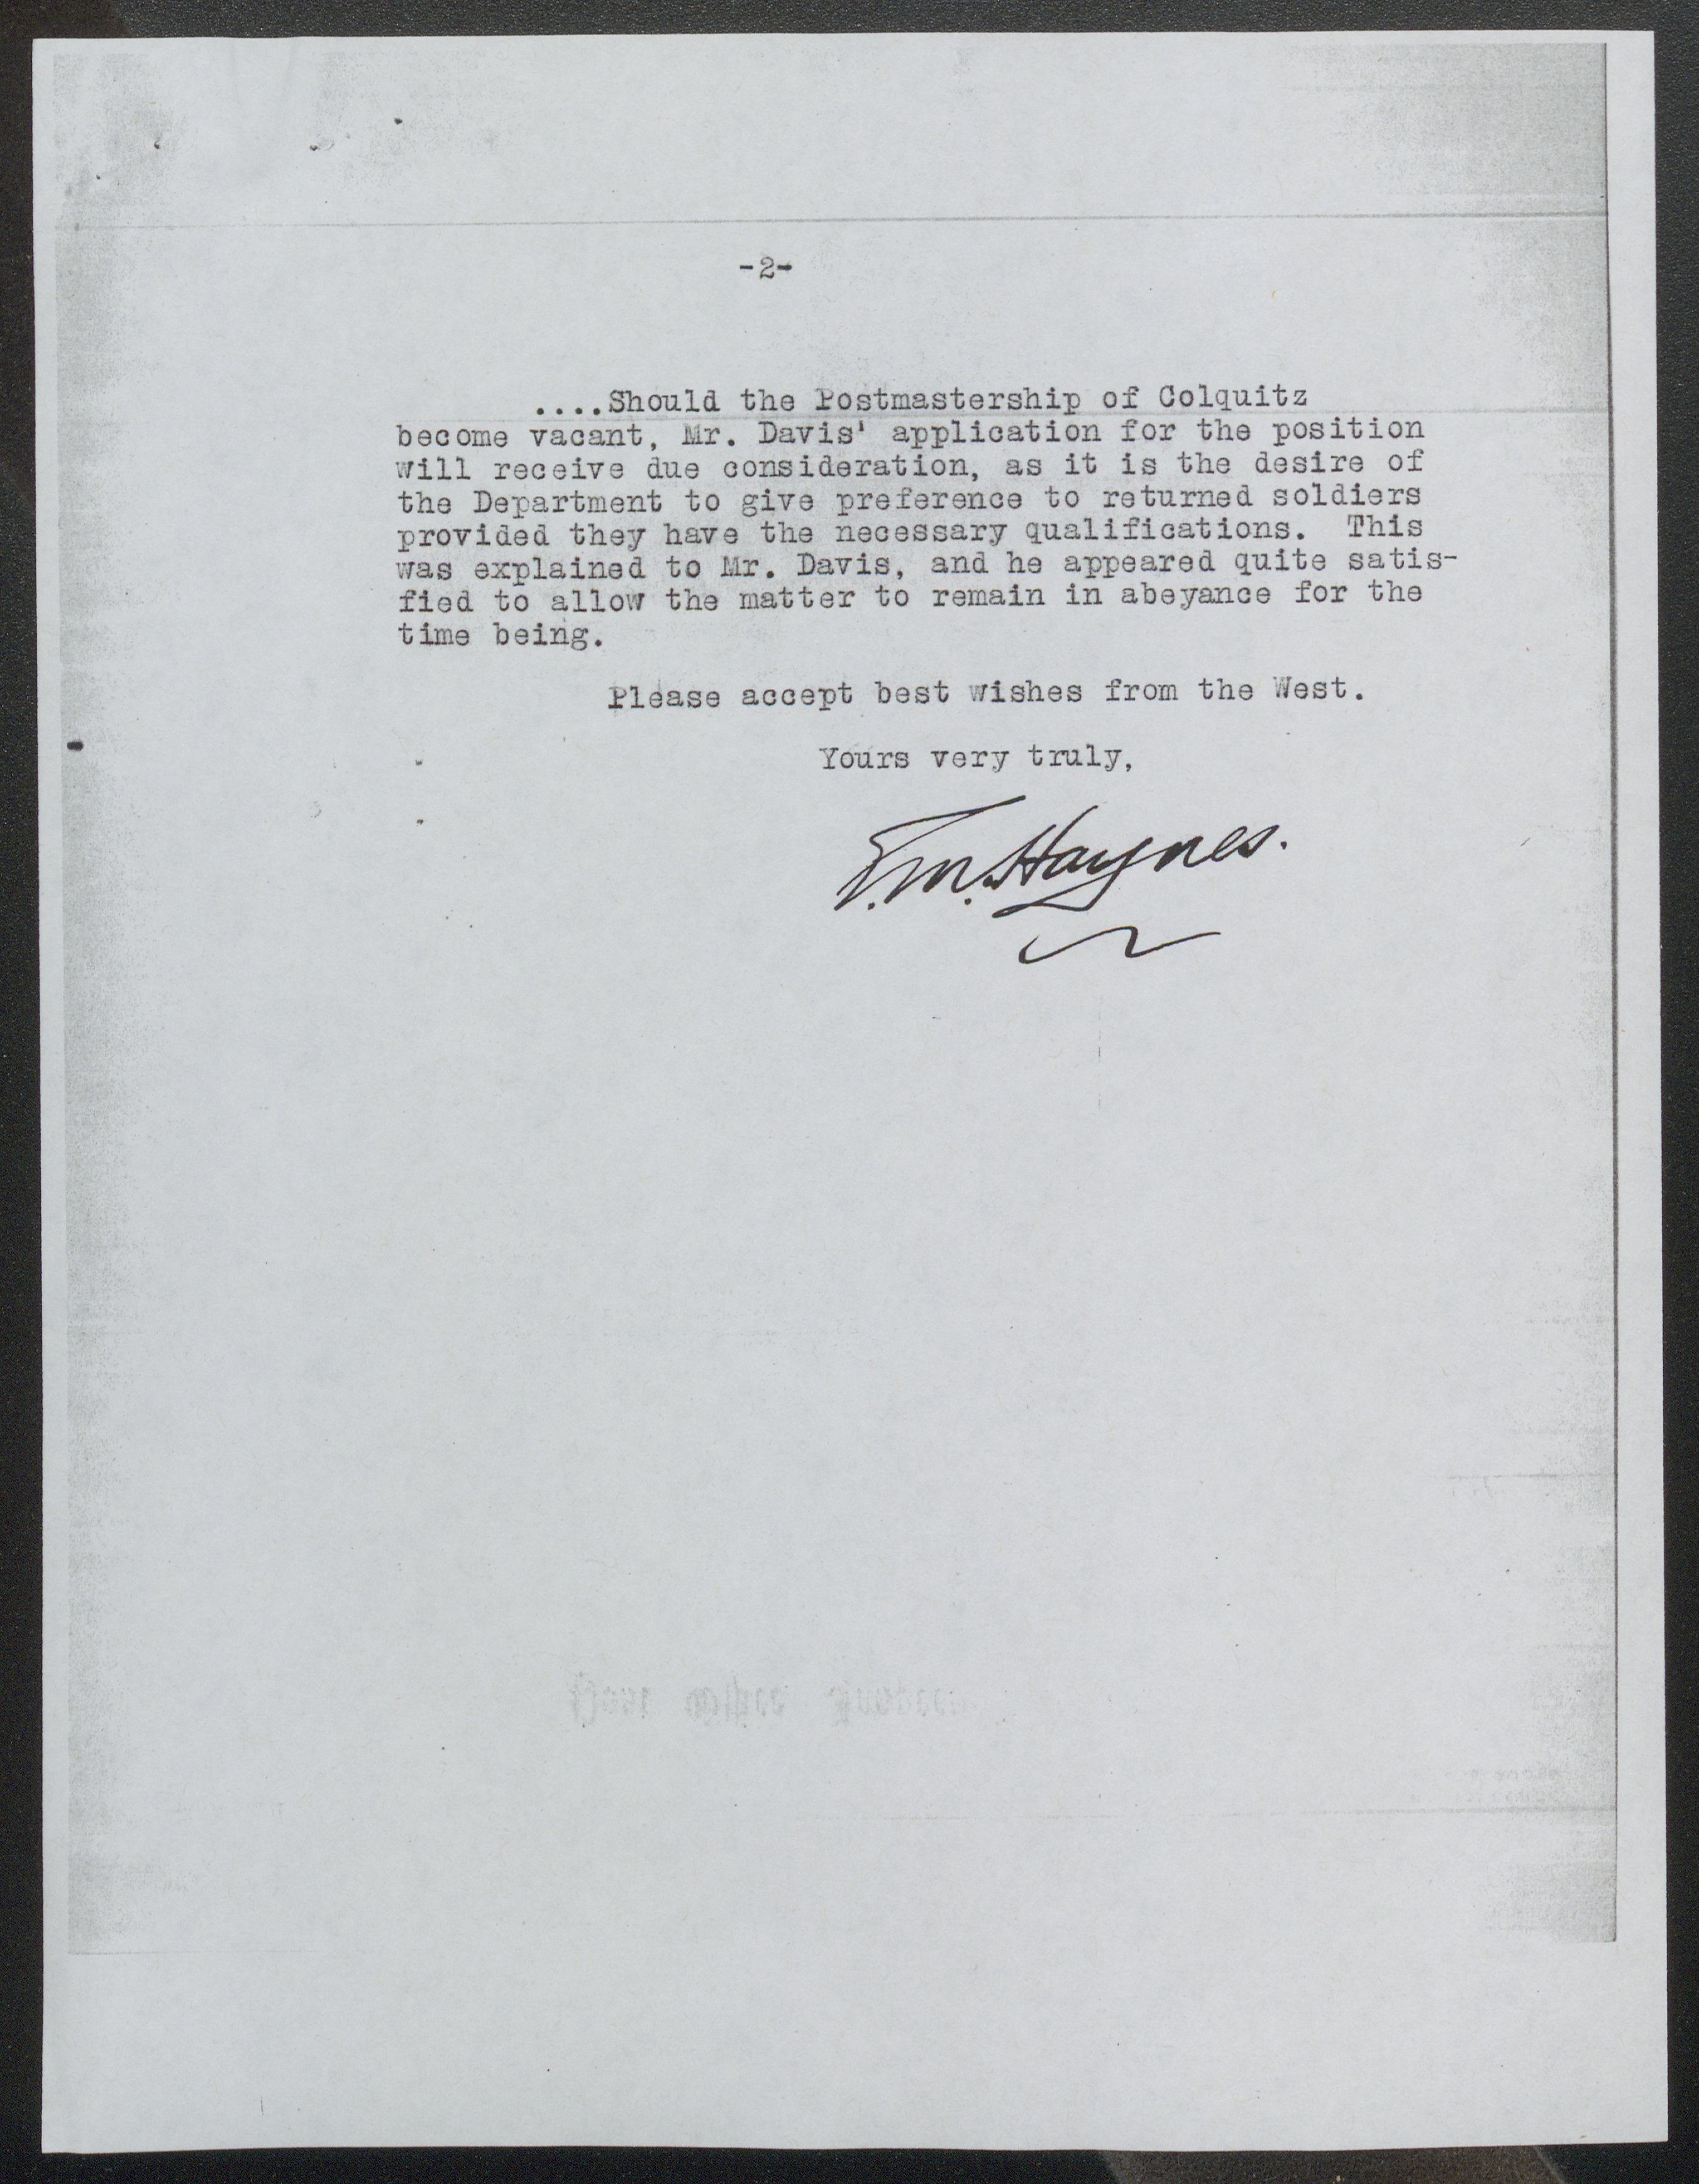 -2-
....Should the Postmastership of Colquitz
become vacant, Mr. Davis' application for the position
will receive due consideration, as it is the desire of
the Department to give preference to returned soldiers
provided they have the necessary qualifications. This
was explained to Mr. Davis, and he appeared quite satis-
fied to allow the matter to remain in abeyance for the
time being.
Please accept best wishes from the West.
Yours very truly,
Haynes.